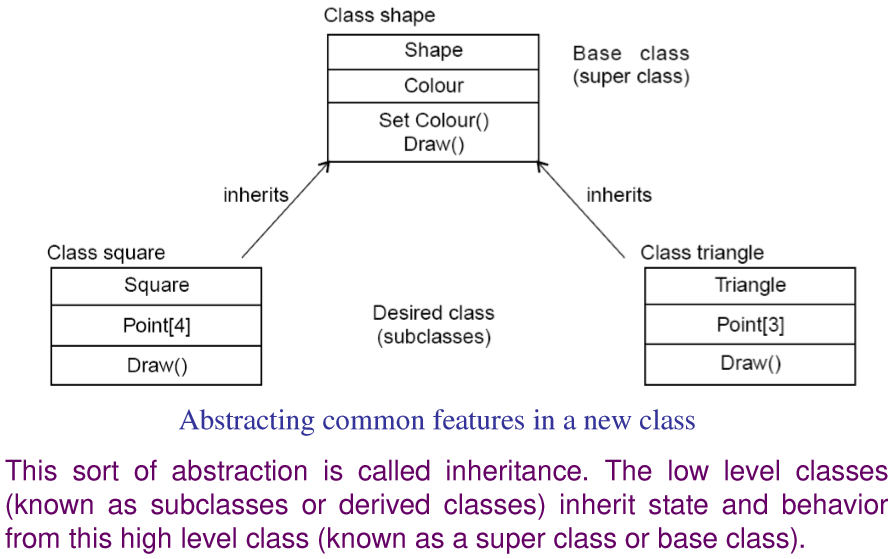 Class shape
Shape
Colour
Set Colour()
Draw()
Base class
(super class)
inherits
inherits
Class square
Square
Point[4]
Draw()
Desired class
(subclasses)
Class triangle
Triangle
Point[3]
Draw()
Abstracting common features in a new class
This sort of abstraction is called inheritance. The low level classes
(known as subclasses or derived classes) inherit state and behavior
from this high level class (known as a super class or base class).